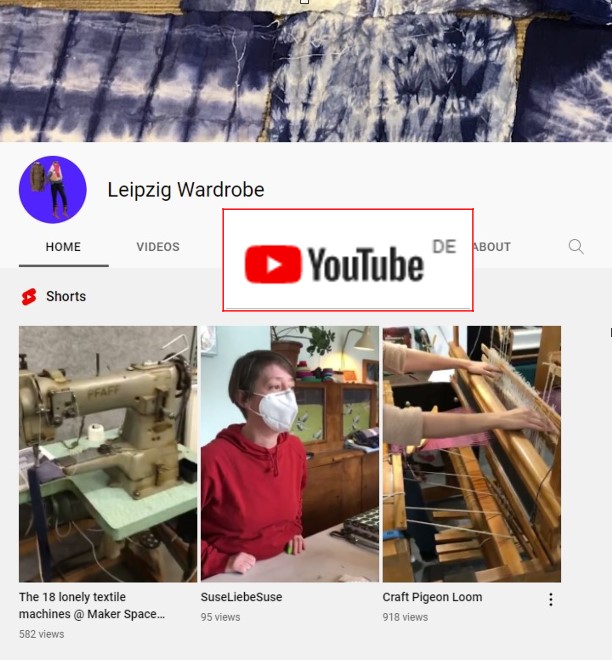 Leipzig Wardrobe
HOME VIDEOS ABOUT
YouTube DE
Shorts
PFAFF
The 18 lonely textile
machines @ Maker Space...
582 views
SuseLiebeSuse
95 views
Craft Pigeon Loom
918 views